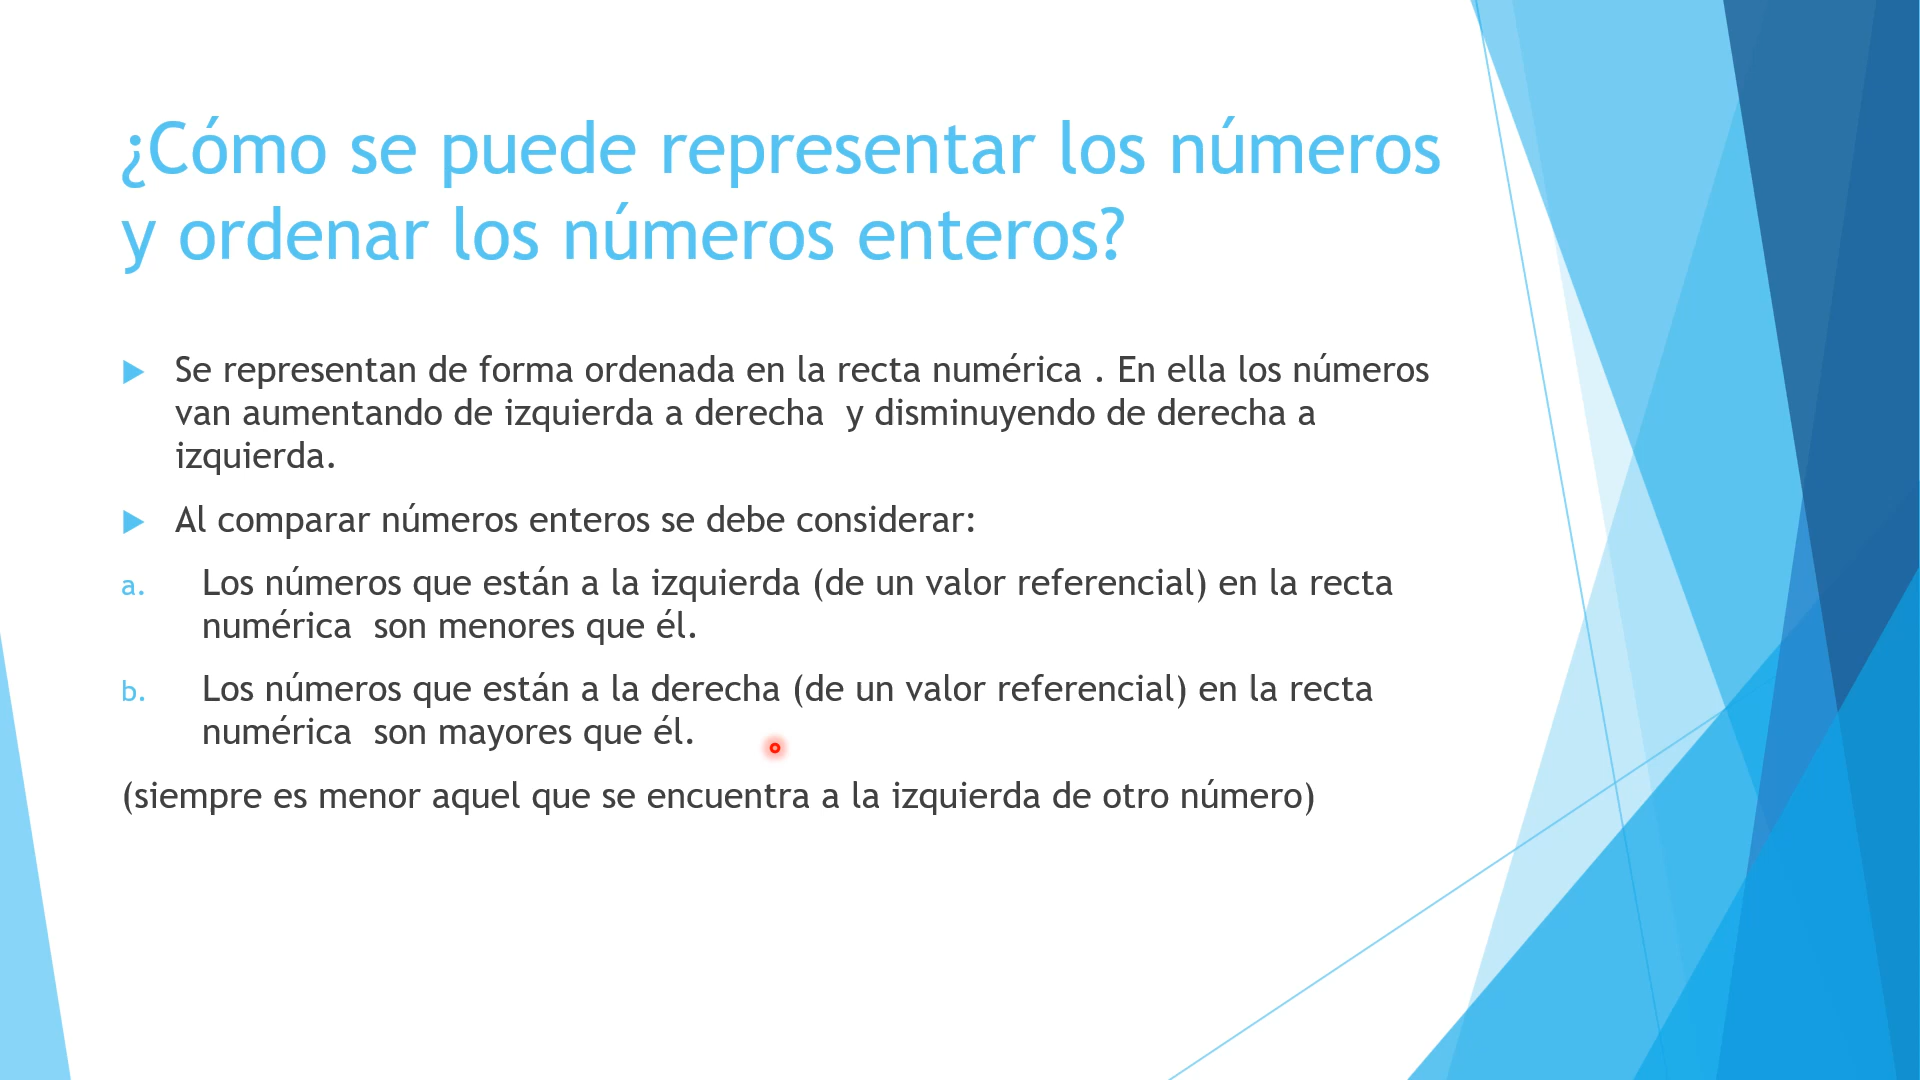 ¿Cómo se puede representar los números
y ordenar los números enteros?
Se representan de forma ordenada en la recta numérica . En ella los números
van aumentando de izquierda a derecha  y disminuyendo de derecha a
izquierda.
Al comparar números enteros se debe considerar:
a. Los números que están a la izquierda (de un valor referencial) en la recta
numérica  son menores que él.
b. Los números que están a la derecha (de un valor referencial) en la recta
numérica  son mayores que él.
(siempre es menor aquel que se encuentra a la izquierda de otro número)